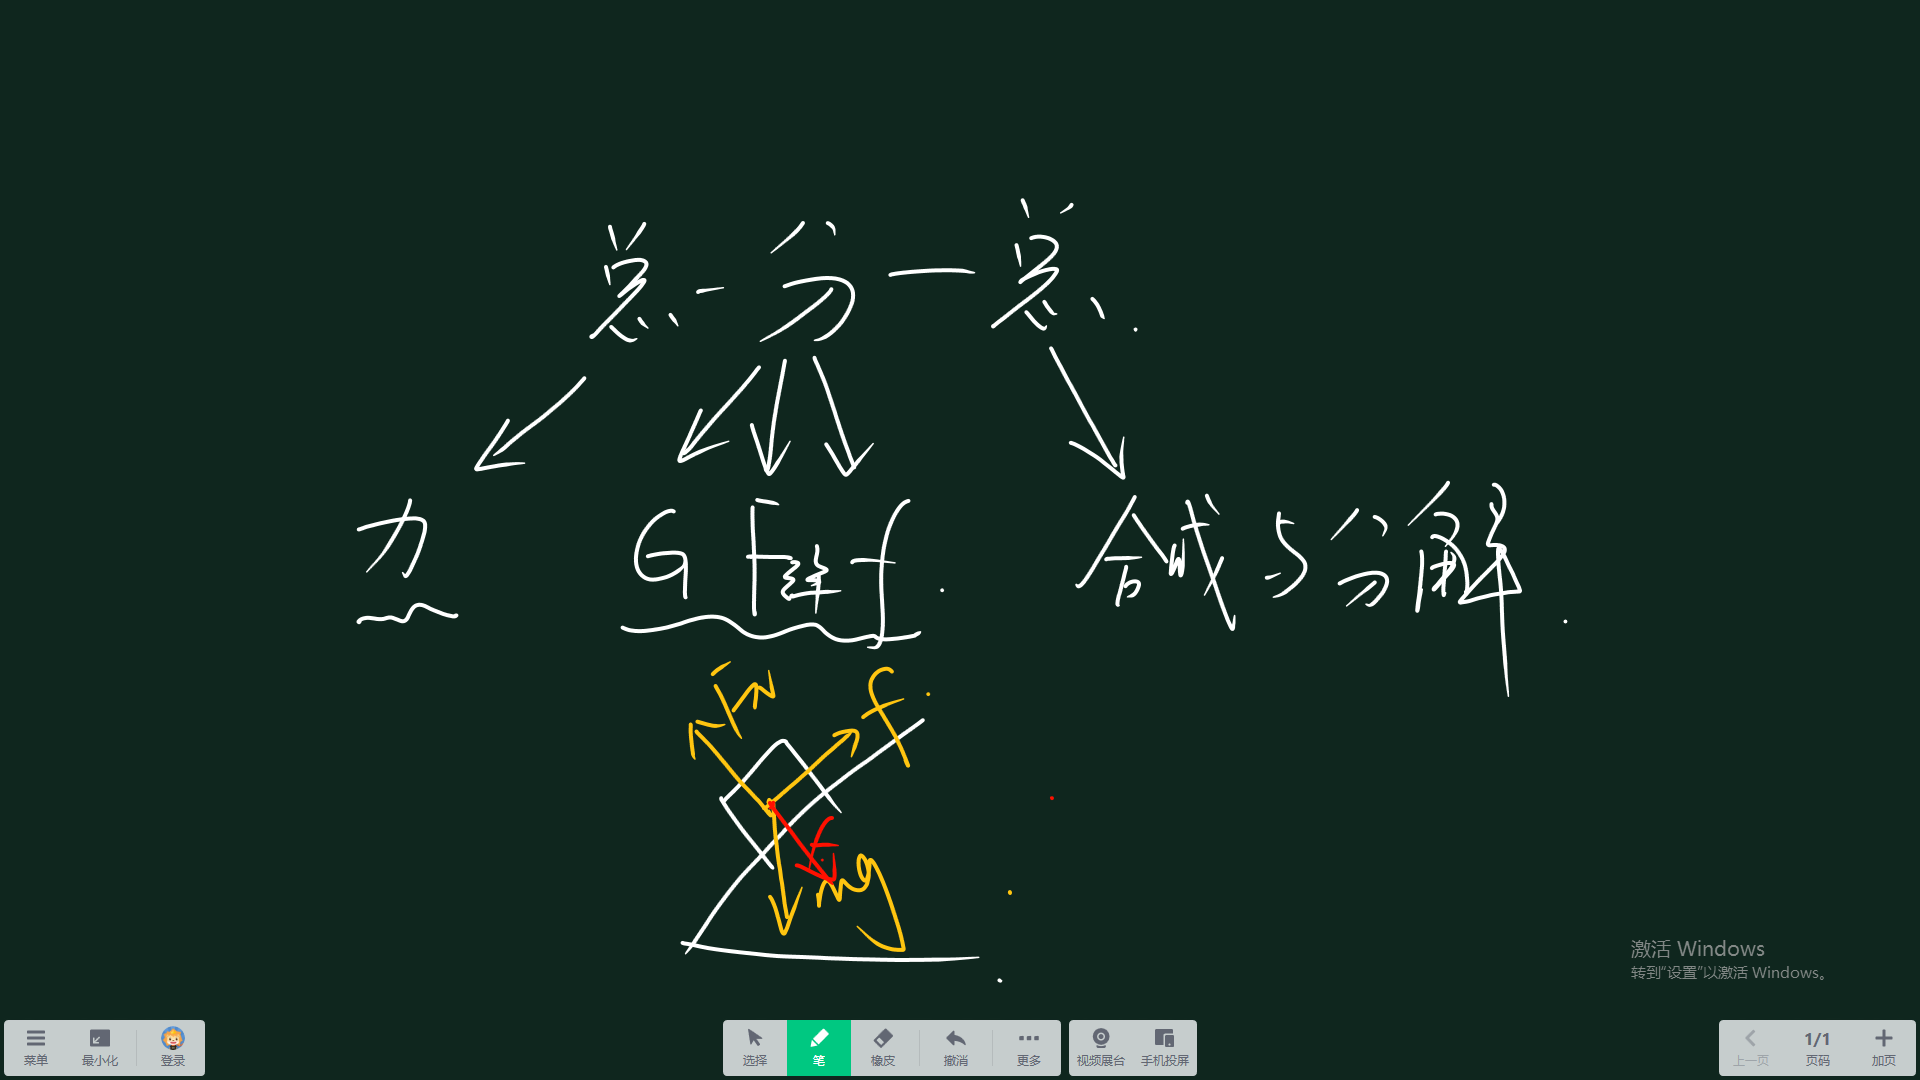 总-分一总.
力 G F弹 f. 合成与分解.
FN f
F
mg
激活 Windows
转到“设置”以激活 Windows。
菜单 最小化 登录 选择 笔 橡皮 撤消 更多 视频展台 手机投屏 上一页 1/1 页码 加页